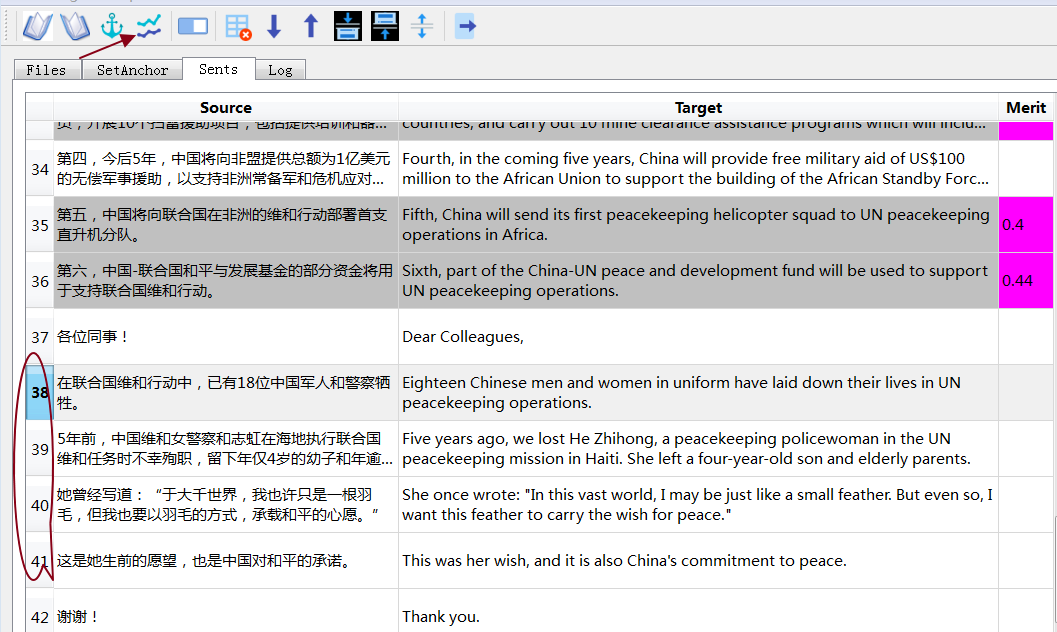 Files
SetAnchor
Sents
Log
Source
Target
Merit
员，开展10个扫雷援助项目，包括提供培训和器...
countries, and carry out 10 mine clearance assistance programs which will inclu...
34
第四，今后5年，中国将向非盟提供总额为1亿美元
的无偿军事援助，以支持非洲常备军和危机应对...
Fourth, in the coming five years, China will provide free military aid of US$100
million to the African Union to support the building of the African Standby Forc...
35
第五，中国将向联合国在非洲的维和行动部署首支
直升机分队。
Fifth, China will send its first peacekeeping helicopter squad to UN peacekeeping
operations in Africa.
0.4
36
第六，中国-联合国和平与发展基金的部分资金将用
于支持联合国维和行动。
Sixth, part of the China-UN peace and development fund will be used to support
UN peacekeeping operations.
0.44
37
各位同事！
Dear Colleagues,
38
在联合国维和行动中，已有18位中国军人和警察牺
牲。
Eighteen Chinese men and women in uniform have laid down their lives in UN
peacekeeping operations.
39
5年前，中国维和女警察和志虹在海地执行联合国
维和任务时不幸殉职，留下年仅4岁的幼子和年逾...
Five years ago, we lost He Zhihong, a peacekeeping policewoman in the UN
peacekeeping mission in Haiti. She left a four-year-old son and elderly parents.
40
她曾经写道：“于大千世界，我也许只是一根羽
毛，但我也要以羽毛的方式，承载和平的心愿。”
She once wrote: "In this vast world, I may be just like a small feather. But even so, I
want this feather to carry the wish for peace."
41
这是她生前的愿望，也是中国对和平的承诺。
This was her wish, and it is also China's commitment to peace.
42
谢谢！
Thank you.